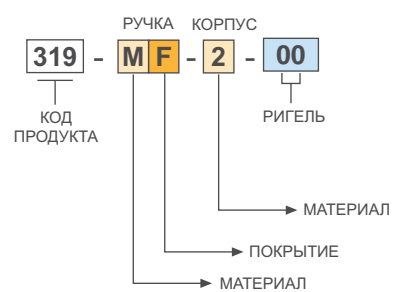 РУЧКА КОРПУС
319 - M F - 2 - 00
КОД
ПРОДУКТА
РИГЕЛЬ
МАТЕРИАЛ
ПОКРЫТИЕ
МАТЕРИАЛ